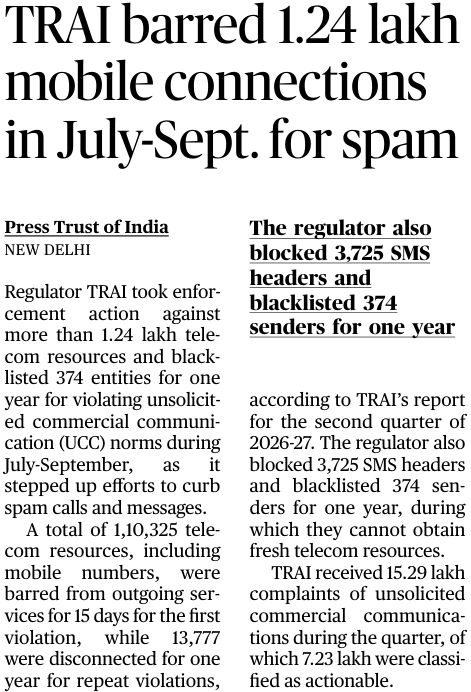 TRAI barred 1.24 lakh
mobile connections
in July-Sept. for spam
Press Trust of India
NEW DELHI
Regulator TRAI took enfor-
cement action against
more than 1.24 lakh tele-
com resources and black-
listed 374 entities for one
year for violating unsolicit-
ed commercial communi-
cation (UCC) norms during
July-September, as it
stepped up efforts to curb
spam calls and messages.
A total of 1,10,325 tele-
com resources, including
mobile numbers, were
barred from outgoing ser-
vices for 15 days for the first
violation, while 13,777
were disconnected for one
year for repeat violations,
The regulator also
blocked 3,725 SMS
headers and
blacklisted 374
senders for one year
according to TRAI's report
for the second quarter of
2026-27. The regulator also
blocked 3,725 SMS headers
and blacklisted 374 sen-
ders for one year, during
which they cannot obtain
fresh telecom resources.
TRAI received 15.29 lakh
complaints of unsolicited
commercial communica-
tions during the quarter, of
which 7.23 lakh were classi-
fied as actionable.